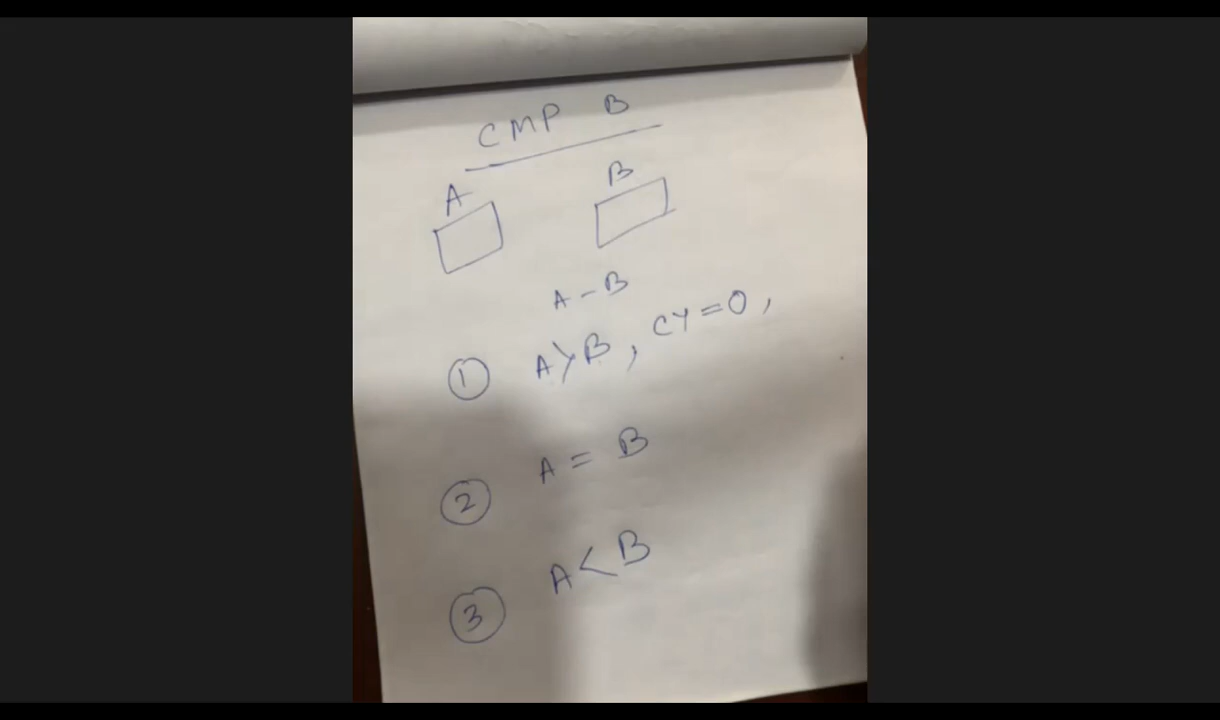 CMP B
A B
A - B
① A > B, CY = 0,
② A = B
③ A < B